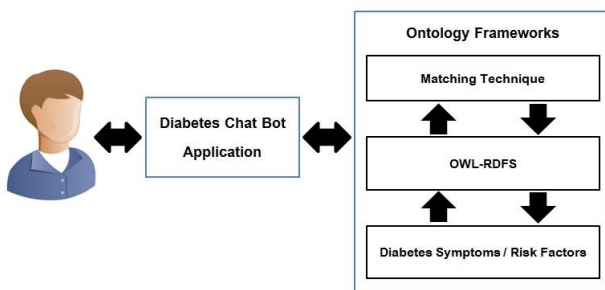 Ontology Frameworks
Matching Technique
Diabetes Chat Bot
Application
OWL-RDFS
Diabetes Symptoms / Risk Factors